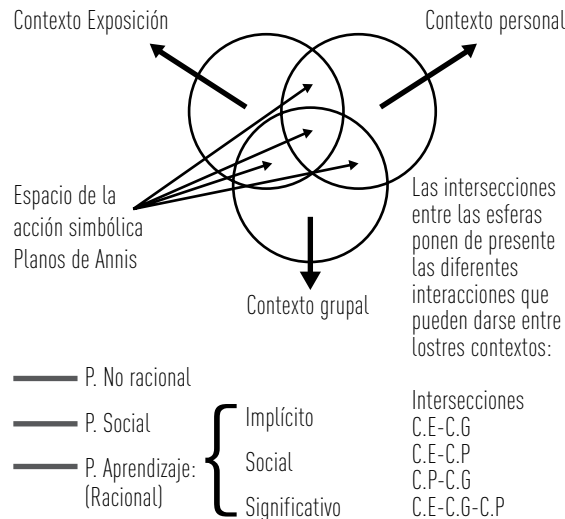 Contexto Exposición
Contexto personal
Espacio de la
acción simbólica
Planos de Annis
Las intersecciones
entre las esferas
ponen de presente
las diferentes
interacciones que
pueden darse entre
lostres contextos:
Contexto grupal
P. No racional
P. Social
P. Aprendizaje:
(Racional)
Implícito
Social
Significativo
Intersecciones
C.E-C.G
C.E-C.P
C.P-C.G
C.E-C.G-C.P